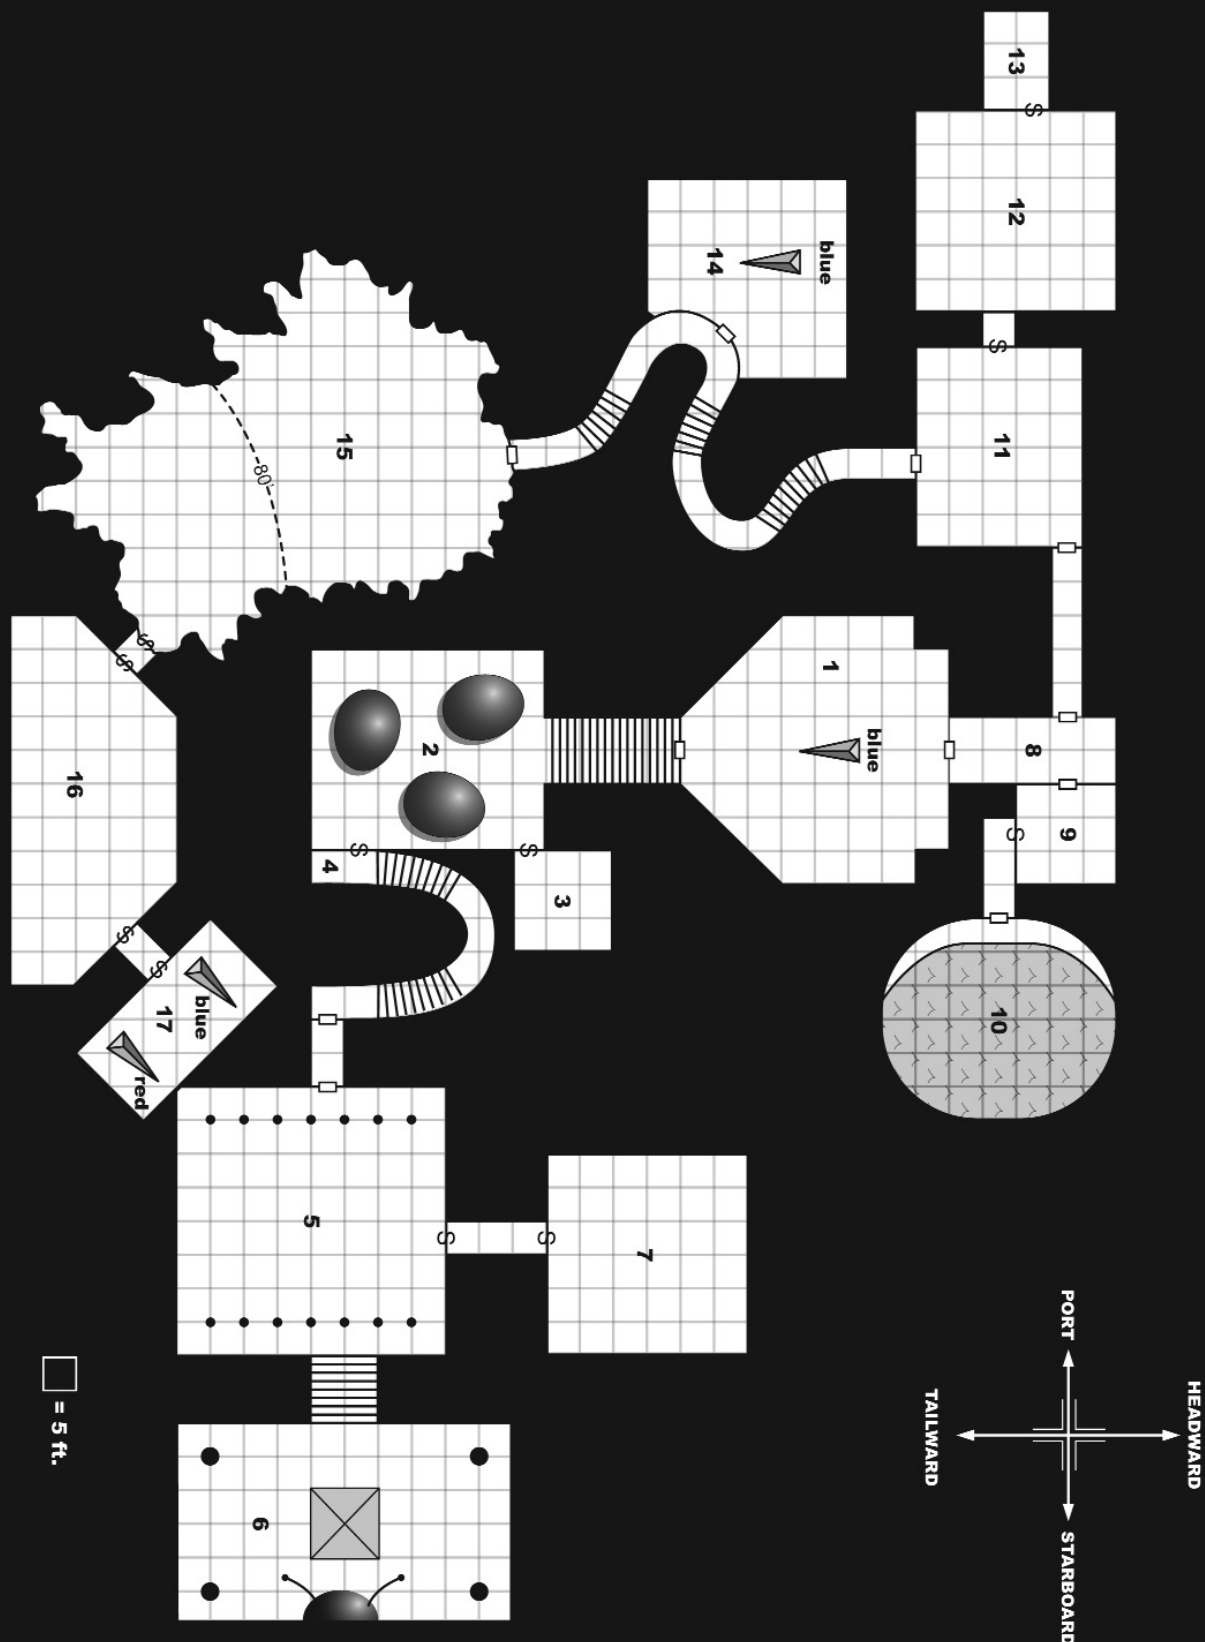 13
S
12
S
11
14
blue
15
80'
S
S
1
blue
8
9
S
2
S
S
4
3
10
16
S
S
17
blue
red
5
S
S
7
6
= 5 ft.
PORT
HEADWARD
TAILWARD
STARBOARD